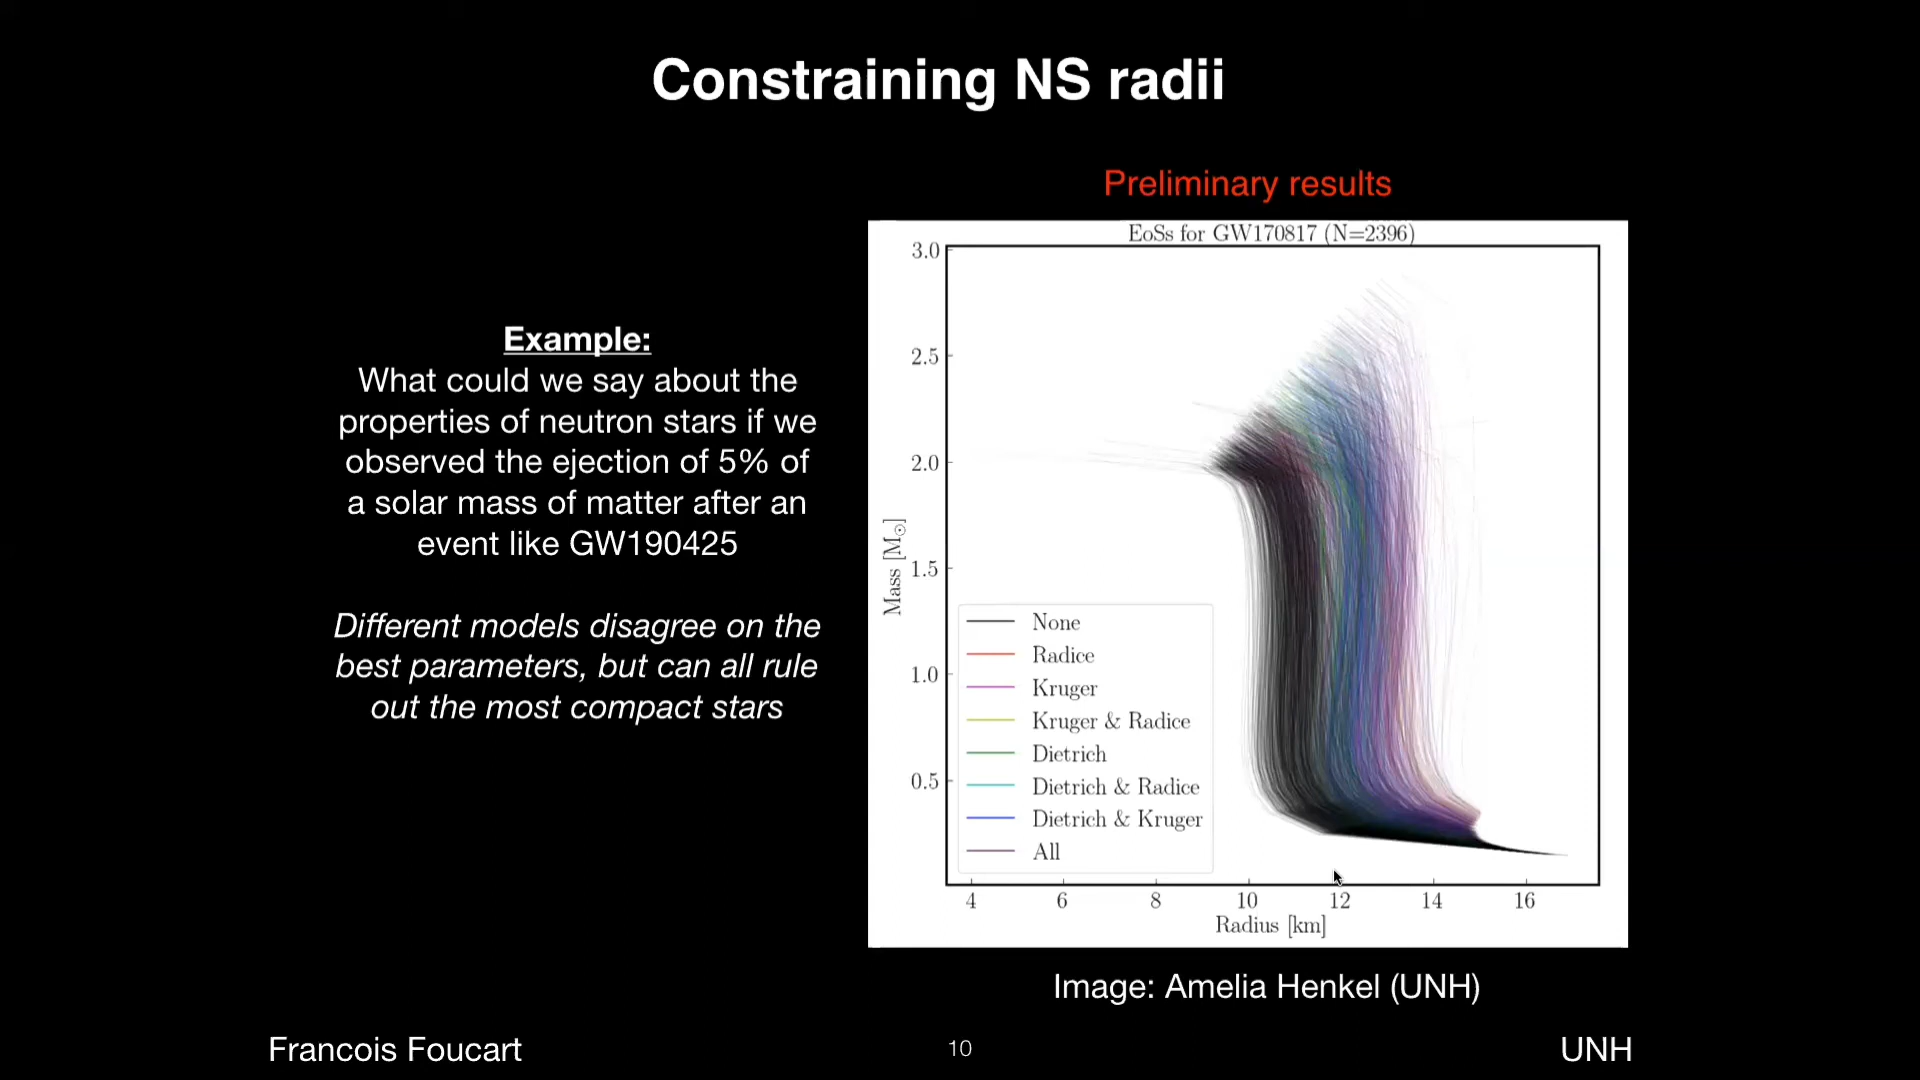 Constraining NS radii
Preliminary results
Example:
What could we say about the
properties of neutron stars if we
observed the ejection of 5% of
a solar mass of matter after an
event like GW190425
Different models disagree on the
best parameters, but can all rule
out the most compact stars
EoSs for GW170817 (N=2396)
3.0
2.5
2.0
1.5
1.0
0.5
Mass [M☉]
None
Radice
Kruger
Kruger & Radice
Dietrich
Dietrich & Radice
Dietrich & Kruger
All
4 6 8 10 12 14 16
Radius [km]
Image: Amelia Henkel (UNH)
Francois Foucart 10 UNH